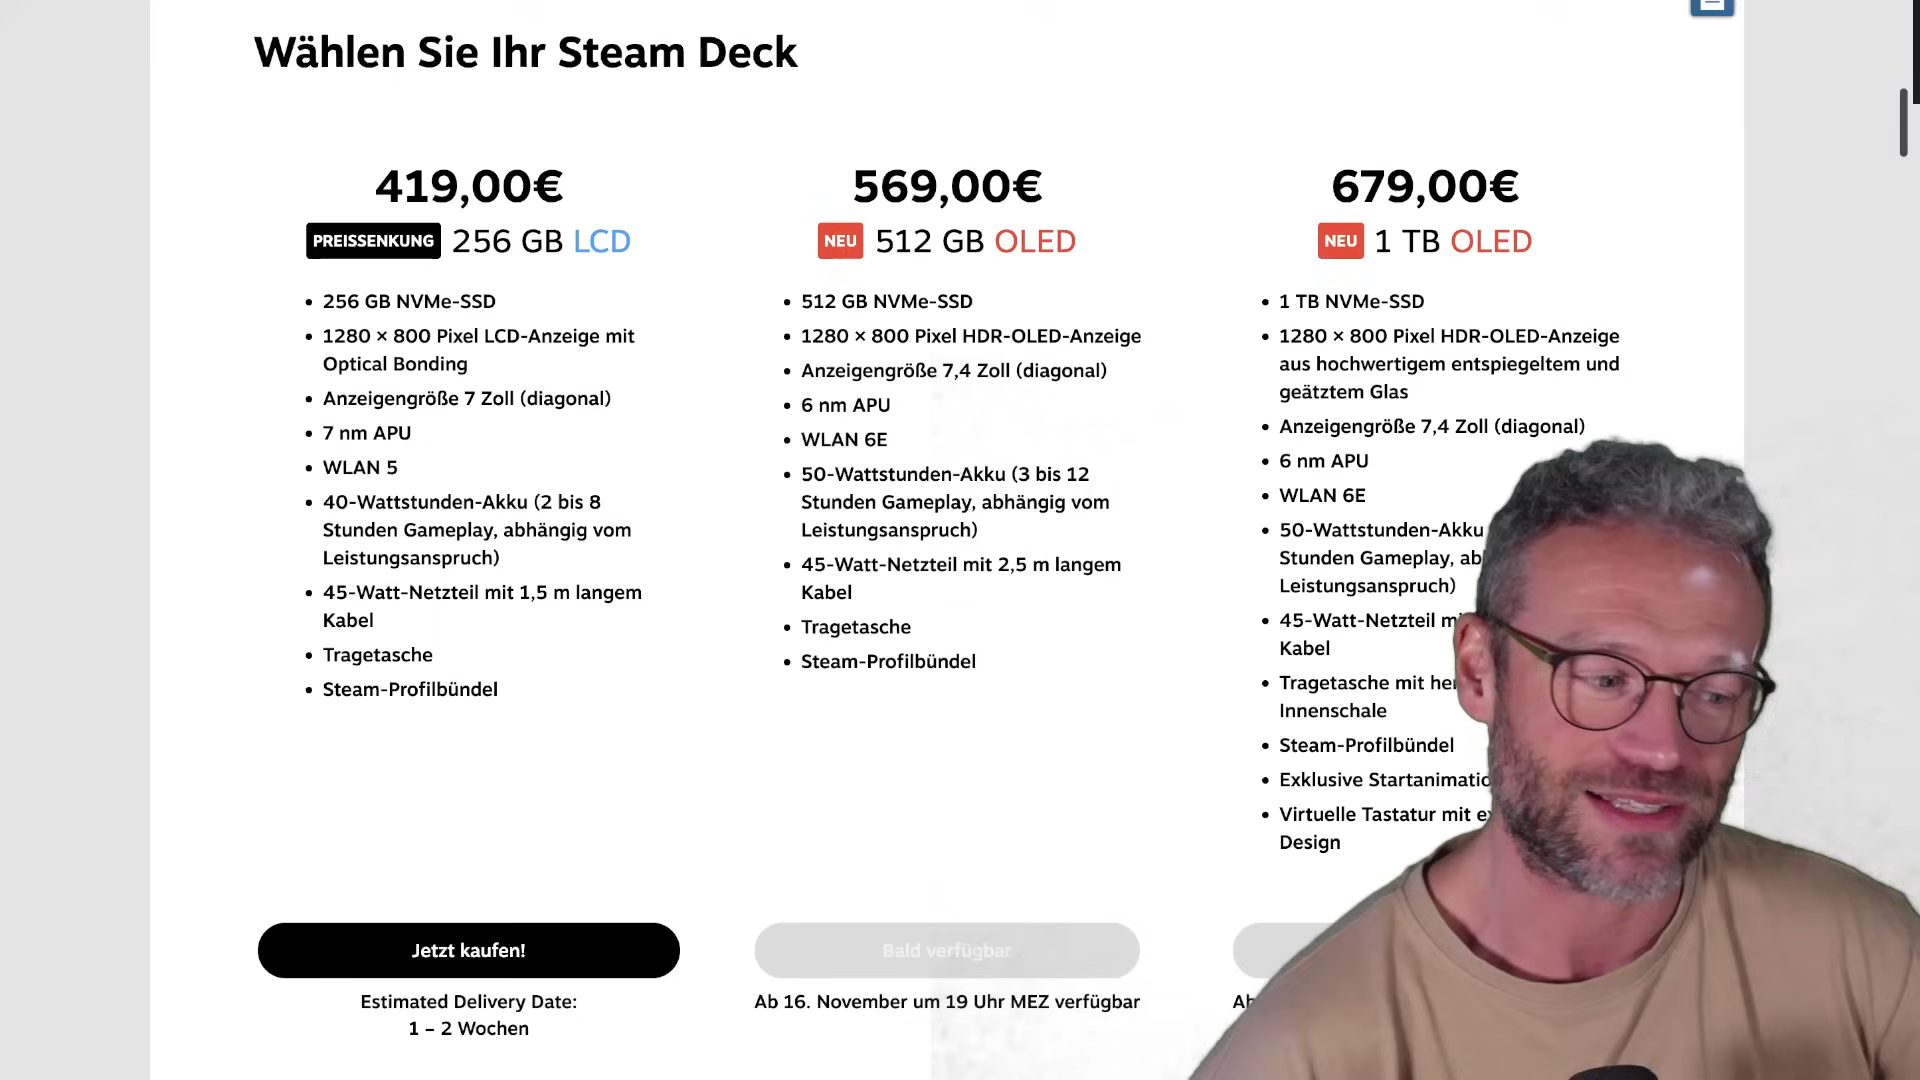 Wählen Sie Ihr Steam Deck
419,00€
PREISSENKUNG 256 GB LCD
• 256 GB NVMe-SSD
• 1280 × 800 Pixel LCD-Anzeige mit
Optical Bonding
• Anzeigengröße 7 Zoll (diagonal)
• 7 nm APU
• WLAN 5
• 40-Wattstunden-Akku (2 bis 8
Stunden Gameplay, abhängig vom
Leistungsanspruch)
• 45-Watt-Netzteil mit 1,5 m langem
Kabel
• Tragetasche
• Steam-Profilbündel
Jetzt kaufen!
Estimated Delivery Date:
1 – 2 Wochen
569,00€
NEU 512 GB OLED
• 512 GB NVMe-SSD
• 1280 × 800 Pixel HDR-OLED-Anzeige
• Anzeigengröße 7,4 Zoll (diagonal)
• 6 nm APU
• WLAN 6E
• 50-Wattstunden-Akku (3 bis 12
Stunden Gameplay, abhängig vom
Leistungsanspruch)
• 45-Watt-Netzteil mit 2,5 m langem
Kabel
• Tragetasche
• Steam-Profilbündel
Bald verfügbar
Ab 16. November um 19 Uhr MEZ verfügbar
679,00€
NEU 1 TB OLED
• 1 TB NVMe-SSD
• 1280 × 800 Pixel HDR-OLED-Anzeige
aus hochwertigem entspiegeltem und
geätztem Glas
• Anzeigengröße 7,4 Zoll (diagonal)
• 6 nm APU
• WLAN 6E
• 50-Wattstunden-Akku
Stunden Gameplay,
Leistungsanspruch)
• 45-Watt-Netzteil
Kabel
• Tragetasche mit
Innenschale
• Steam-Profilbündel
• Exklusive
• Virtuelle Tastatur mit
Design